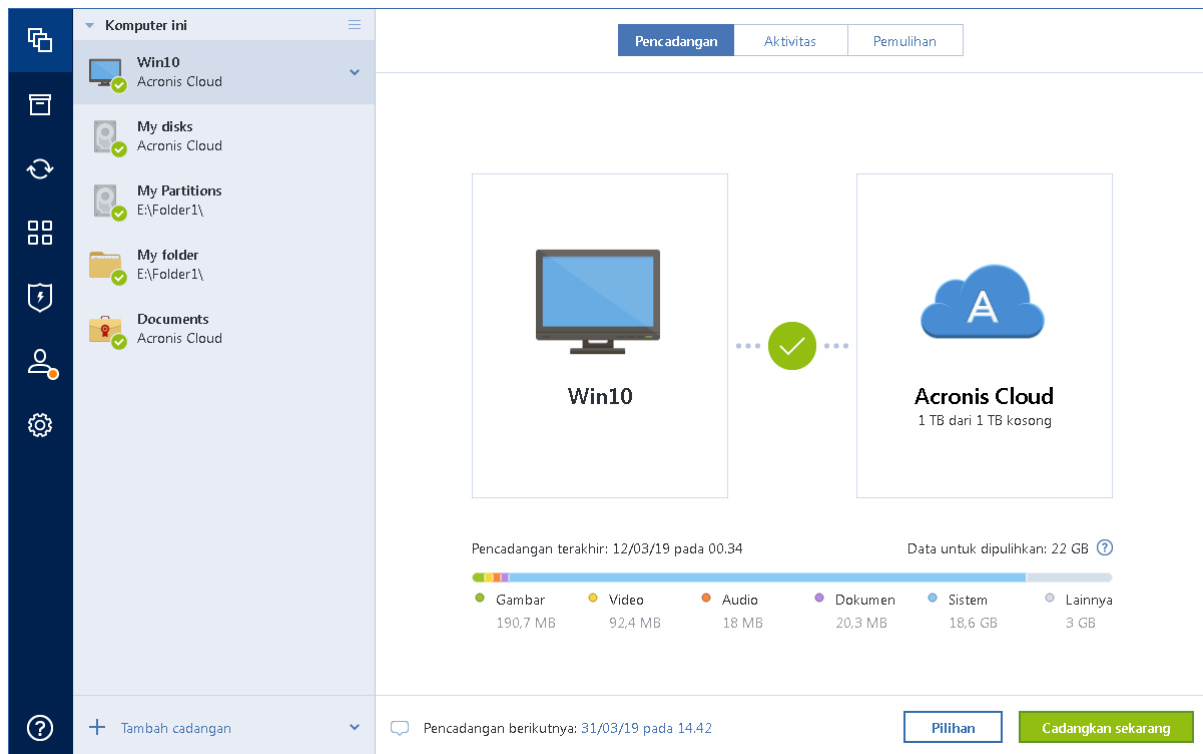 Komputer ini
Win10
Acronis Cloud
My disks
Acronis Cloud
My Partitions
E:\Folder1\
My folder
E:\Folder1\
Documents
Acronis Cloud
Tambah cadangan
Pencadangan
Aktivitas
Pemulihan
Win10
A
Acronis Cloud
1 TB dari 1 TB kosong
Pencadangan terakhir: 12/03/19 pada 00.34
Data untuk dipulihkan: 22 GB ?
Gambar Video Audio Dokumen Sistem Lainnya
190,7 MB 92,4 MB 18 MB 20,3 MB 18,6 GB 3 GB
Pencadangan berikutnya: 31/03/19 pada 14.42
Pilihan
Cadangkan sekarang